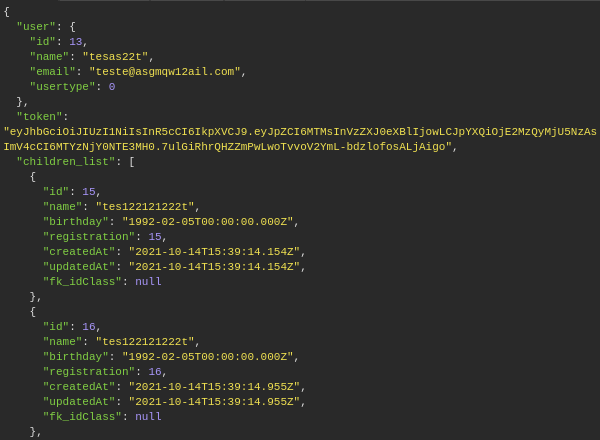 {
"user": {
"id": 13,
"name": "tesas22t",
"email": "teste@asgmqw12ail.com",
"usertype": 0
},
"token":
"eyJhbGciOiJIUzI1NiIsInR5cCI6IkpXVCJ9.eyJpZCI6MTMsInVzZXJ0eXBlIjowLCJpYXQiOjE2MzQyMjU5NzAs
ImV4cCI6MTYzNjY0NTE3MH0.7ulGiRhrQHZZmPwLwoTvvoV2YmL-bdzlofosALjAigo",
"children_list": [
{
"id": 15,
"name": "tes122121222t",
"birthday": "1992-02-05T00:00:00.000Z",
"registration": 15,
"createdAt": "2021-10-14T15:39:14.154Z",
"updatedAt": "2021-10-14T15:39:14.154Z",
"fk_idClass": null
},
{
"id": 16,
"name": "tes122121222t",
"birthday": "1992-02-05T00:00:00.000Z",
"registration": 16,
"createdAt": "2021-10-14T15:39:14.955Z",
"updatedAt": "2021-10-14T15:39:14.955Z",
"fk_idClass": null
},